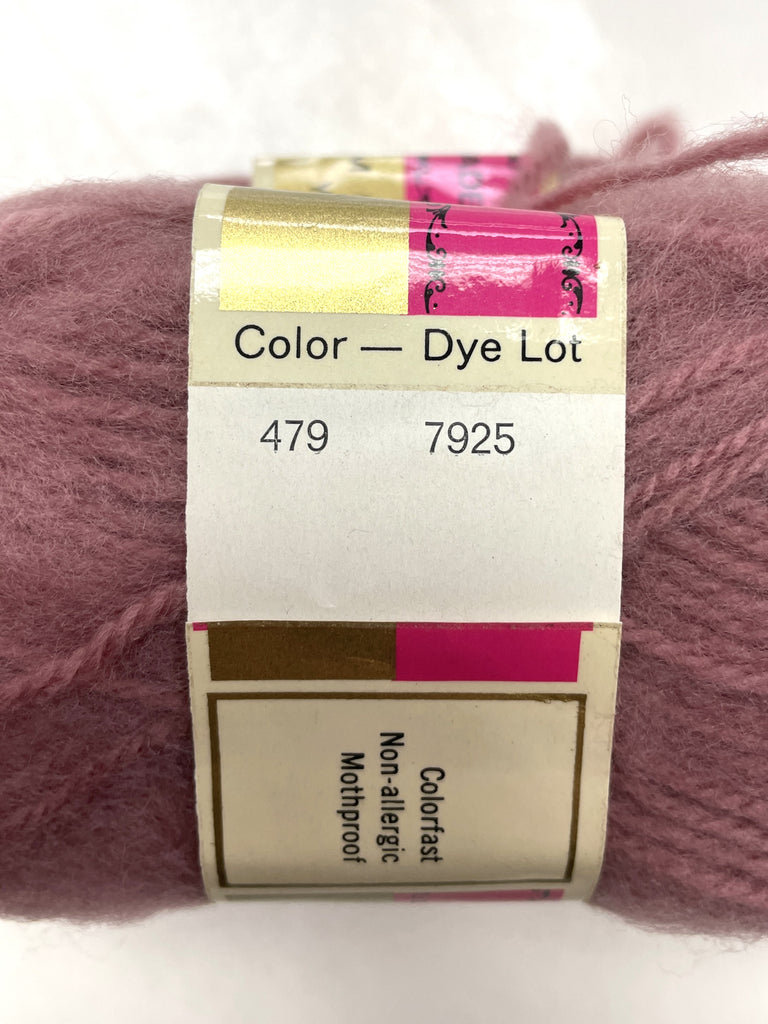 Color — Dye Lot
479 7925
Colorfast
Non-allergic
Mothproof